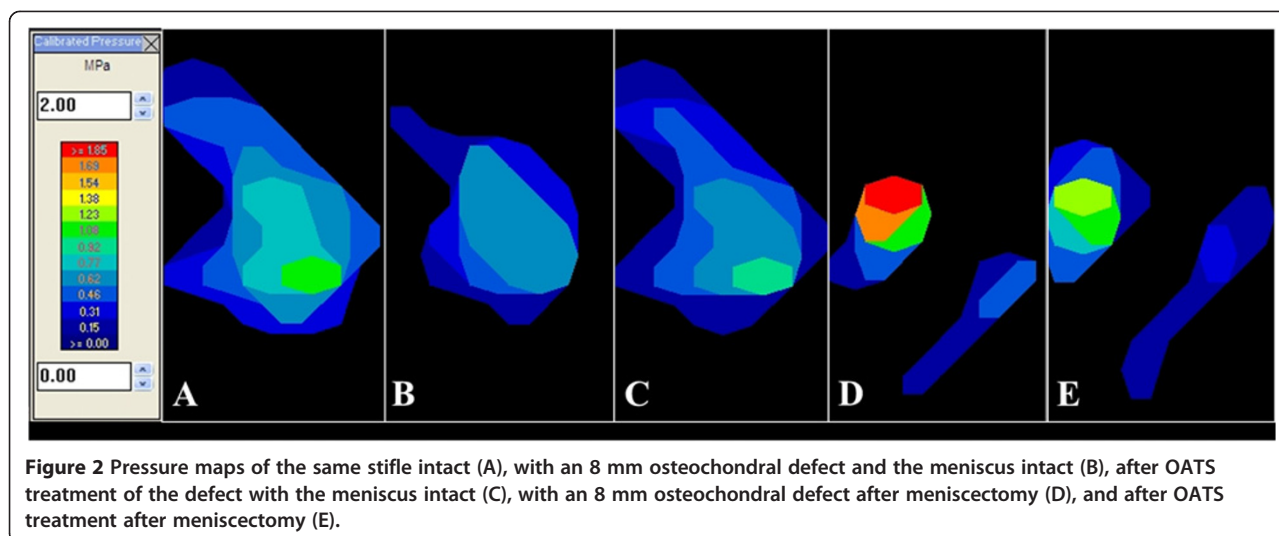 Calibrated Pressure
MPa
2.00
>= 1.85
1.69
1.54
1.38
1.23
1.08
0.92
0.77
0.62
0.46
0.31
0.15
>= 0.00
0.00
A
B
C
D
E
Figure 2 Pressure maps of the same stifle intact (A), with an 8 mm osteochondral defect and the meniscus intact (B), after OATS
treatment of the defect with the meniscus intact (C), with an 8 mm osteochondral defect after meniscectomy (D), and after OATS
treatment after meniscectomy (E).